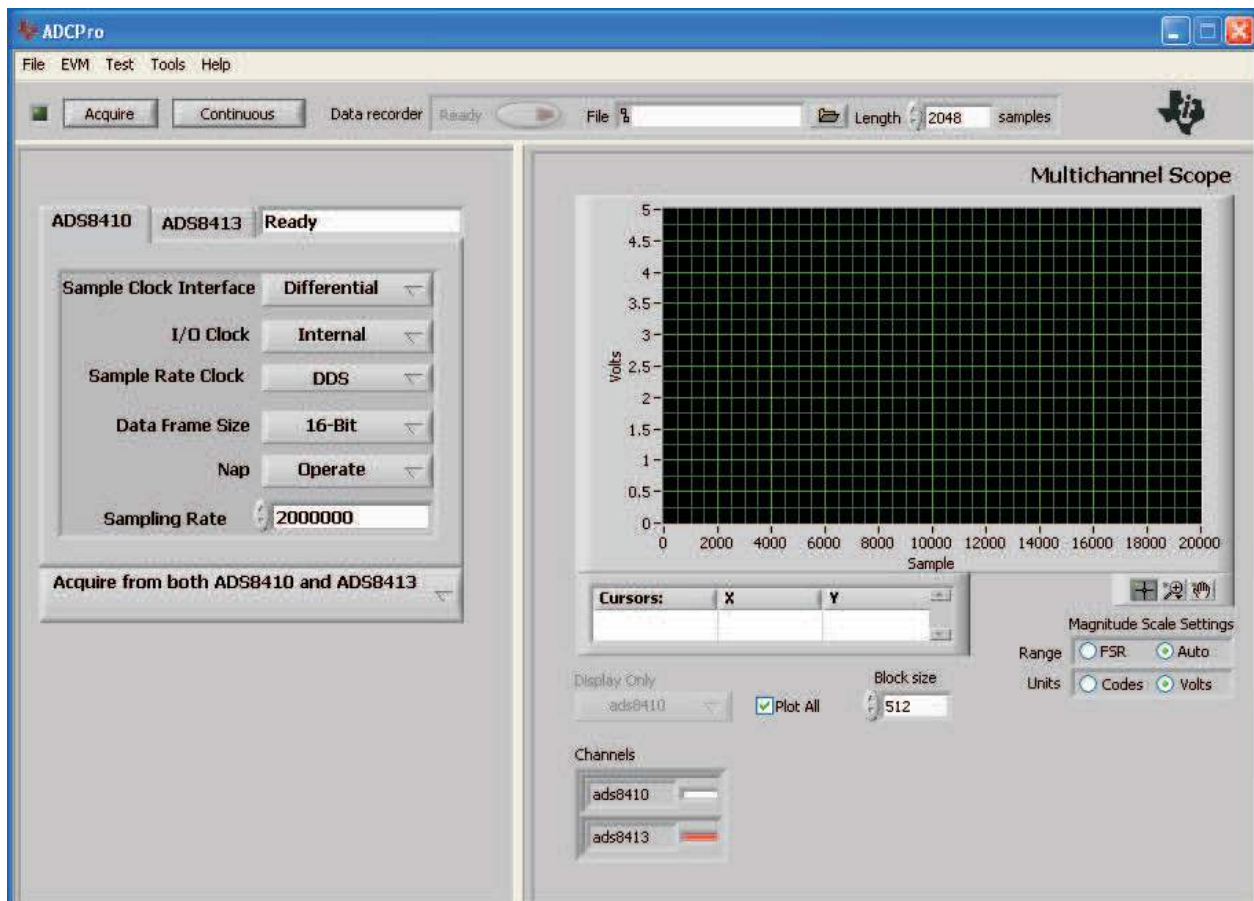 ADCPro
File EVM Test Tools Help
Acquire Continuous Data recorder Ready File Length 2048 samples
ADS8410 ADS8413 Ready
Sample Clock Interface Differential
I/O Clock Internal
Sample Rate Clock DDS
Data Frame Size 16-Bit
Nap Operate
Sampling Rate 2000000
Acquire from both ADS8410 and ADS8413
Multichannel Scope
5
4.5
4
3.5
3
2.5
2
1.5
1
0.5
0
Volts
0 2000 4000 6000 8000 10000 12000 14000 16000 18000 20000
Sample
Cursors: X Y
Magnitude Scale Settings
Range FSR Auto
Units Codes Volts
Display Only
ads8410
Plot All
Block size
512
Channels
ads8410
ads8413